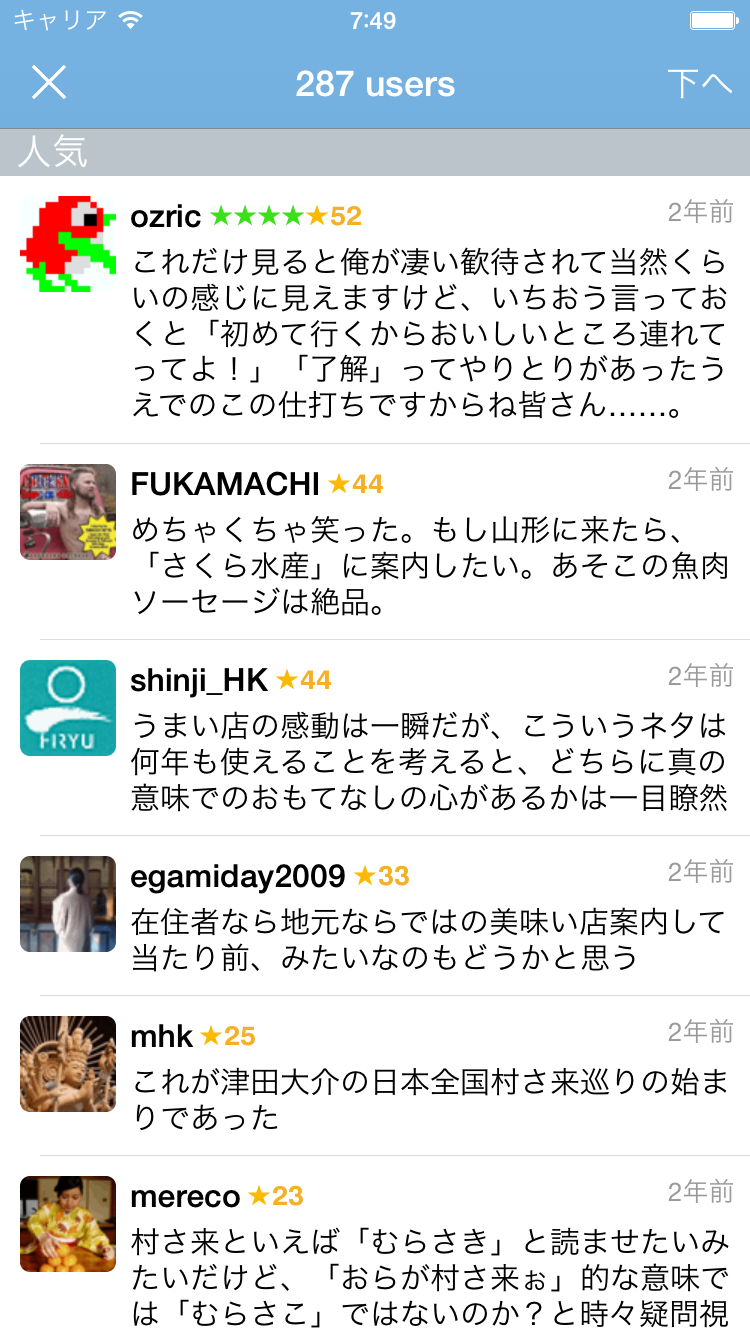 キャリア 7:49
287 users 下へ
人気
ozric ★★★★★52 2年前
これだけ見ると俺が凄い歓待されて当然くら
いの感じに見えますけど、いちおう言ってお
くと「初めて行くからおいしいところ連れて
ってよ！」「了解」ってやりとりがあったう
えでのこの仕打ちですからね皆さん……。
FUKAMACHI ★44 2年前
めちゃくちゃ笑った。もし山形に来たら、
「さくら水産」に案内したい。あそこの魚肉
ソーセージは絶品。
shinji_HK ★44 2年前
うまい店の感動は一瞬だが、こういうネタは
何年も使えることを考えると、どちらに真の
意味でのおもてなしの心があるかは一目瞭然
HRYU
egamiday2009 ★33 2年前
在住者なら地元ならではの美味い店案内して
当たり前、みたいなのもどうかと思う
mhk ★25 2年前
これが津田大介の日本全国村さ来巡りの始ま
りであった
mereco ★23 2年前
村さ来といえば「むらさき」と読ませたいみ
たいだけど、「おらが村さ来ぉ」的な意味で
は「むらさこ」ではないのか？と時々疑問視